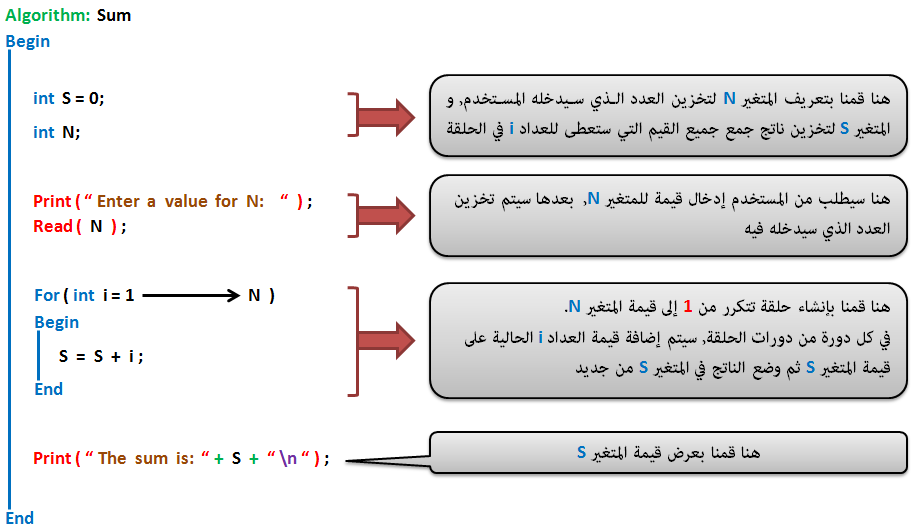 Algorithm: Sum
Begin
int S = 0;
int N;
هنا قمنا بتعريف المتغير N لتخزين العدد الذي سيدخله المستخدم, و
المتغير S لتخزين ناتج جمع جميع القيم التي ستعطى للعداد i في الحلقة
Print ( “ Enter a value for N: “ ) ;
Read ( N ) ;
هنا سيطلب من المستخدم إدخال قيمة للمتغير N, بعدها سيتم تخزين
العدد الذي سيدخله فيه
For ( int i = 1 N )
Begin
S = S + i ;
End
هنا قمنا بإنشاء حلقة تتكرر من 1 إلى قيمة المتغير N.
في كل دورة من دورات الحلقة, سيتم إضافة قيمة العداد i الحالية على
قيمة المتغير S ثم وضع الناتج في المتغير S من جديد
Print ( “ The sum is: “ + S + “ \n “ ) ;
هنا قمنا بعرض قيمة المتغير S
End